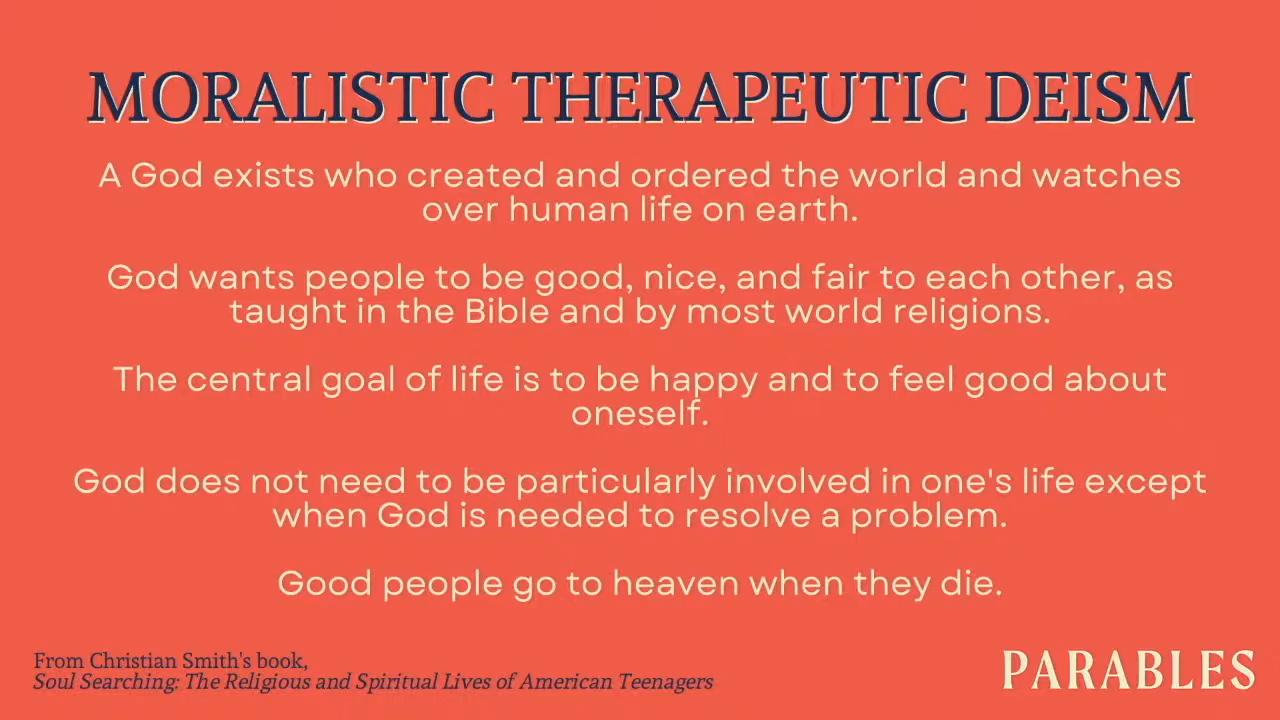 MORALISTIC THERAPEUTIC DEISM
A God exists who created and ordered the world and watches
over human life on earth.
God wants people to be good, nice, and fair to each other, as
taught in the Bible and by most world religions.
The central goal of life is to be happy and to feel good about
oneself.
God does not need to be particularly involved in one's life except
when God is needed to resolve a problem.
Good people go to heaven when they die.
From Christian Smith's book,
Soul Searching: The Religious and Spiritual Lives of American Teenagers
PARABLES